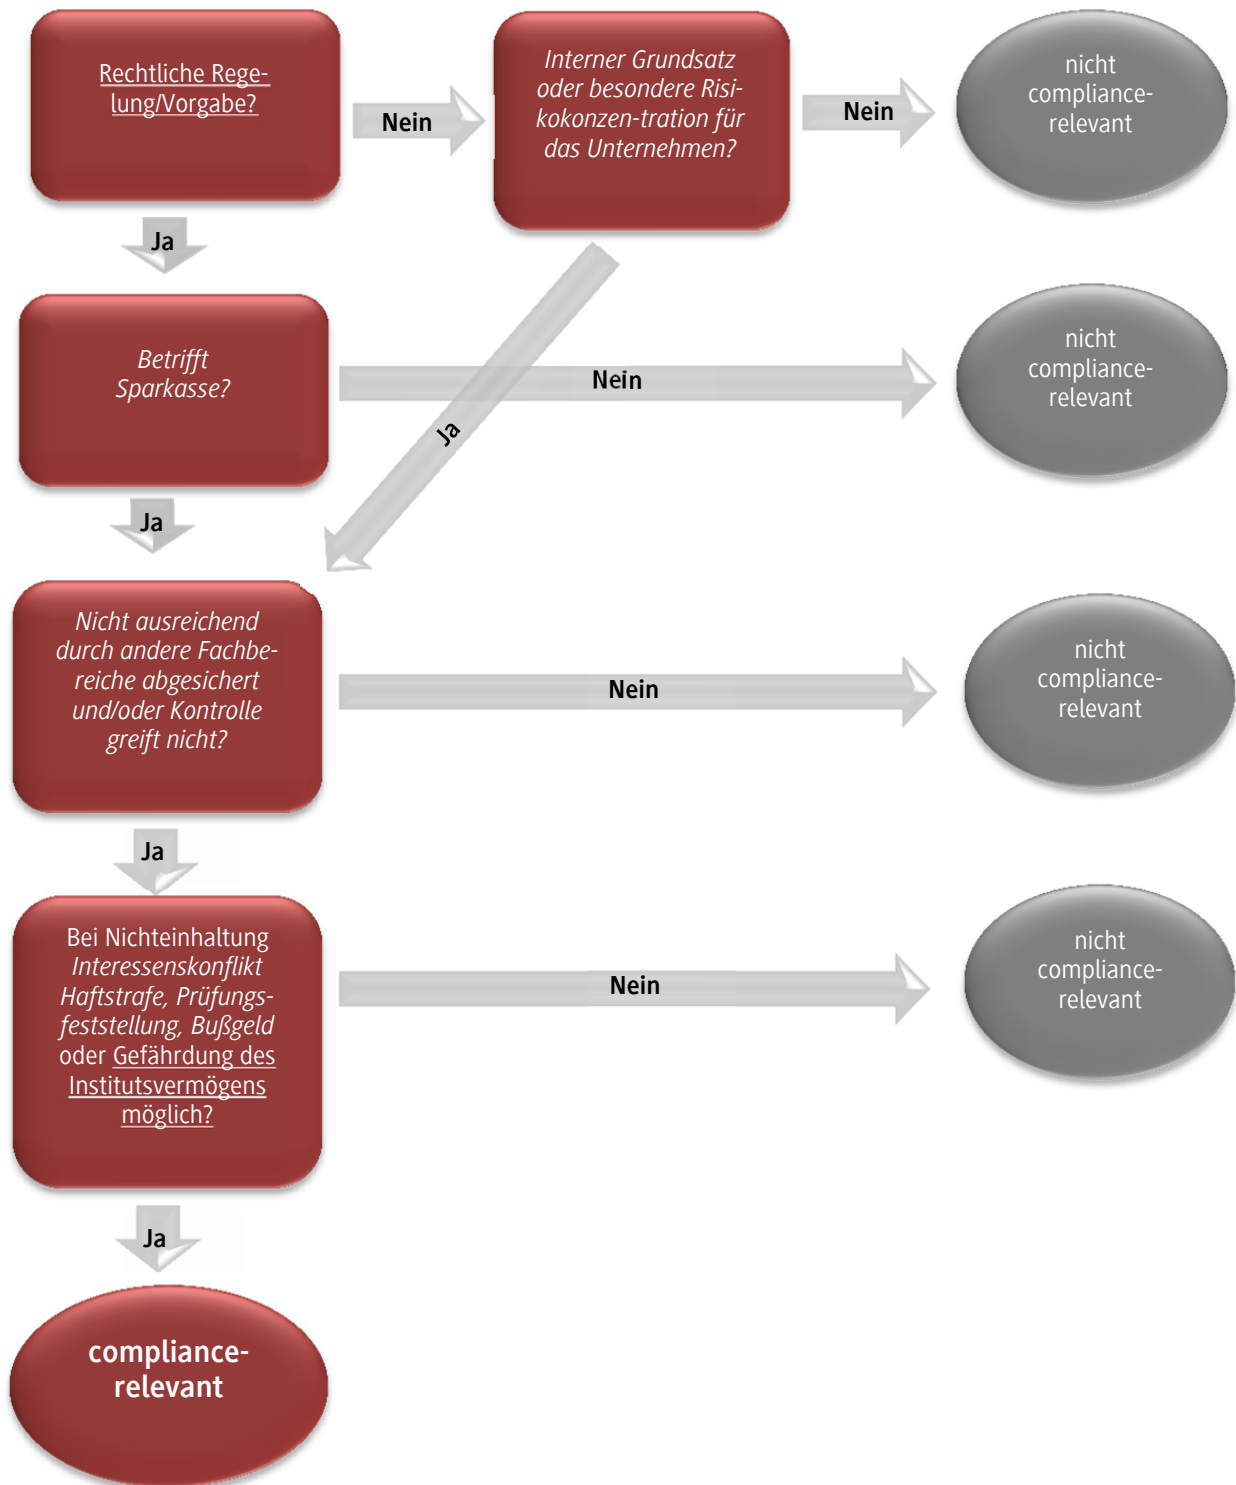 Rechtliche Rege-
lung/Vorgabe?
Nein
Interner Grundsatz
oder besondere Risi-
kokonzen-tration für
das Unternehmen?
Nein
nicht
compliance-
relevant
Ja
Betrifft
Sparkasse?
Nein
nicht
compliance-
relevant
Ja
Ja
Nicht ausreichend
durch andere Fachbe-
reiche abgesichert
und/oder Kontrolle
greift nicht?
Nein
nicht
compliance-
relevant
Ja
Bei Nichteinhaltung
Interessenskonflikt
Haftstrafe, Prüfungs-
feststellung, Bußgeld
oder Gefährdung des
Institutsvermögens
möglich?
Nein
nicht
compliance-
relevant
Ja
compliance-
relevant